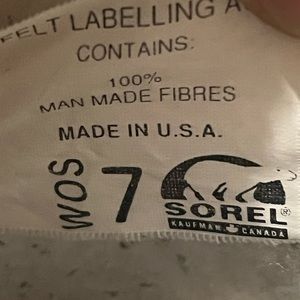 FELT LABELLING A
CONTAINS:
100%
MAN MADE FIBRES
MADE IN U.S.A.
WOS 7
SOREL
KAUFMAN CANADA